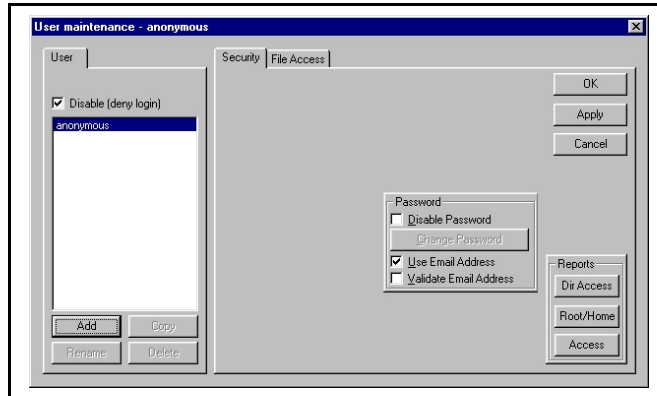 User maintenance - anonymous
User
Security
File Access
Disable (deny login)
anonymous
OK
Apply
Cancel
Password
Disable Password
Change Password
Use Email Address
Validate Email Address
Reports
Dir Access
Root/Home
Access
Add
Copy
Rename
Delete